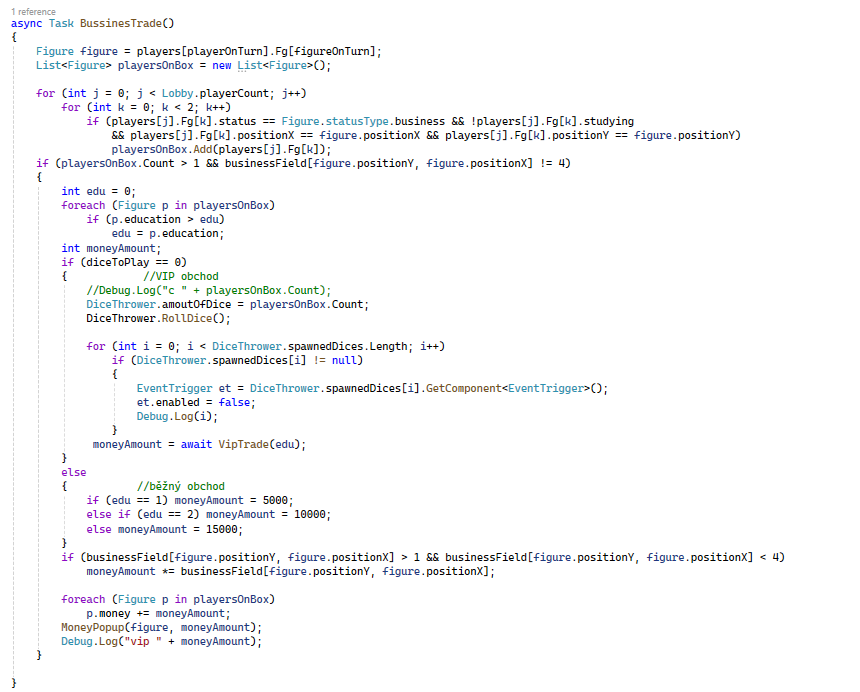 1 reference
async Task BussinesTrade()
{
    Figure figure = players[playerOnTurn].Fg[figureOnTurn];
    List<Figure> playersOnBox = new List<Figure>();

    for (int j = 0; j < Lobby.playerCount; j++)
        for (int k = 0; k < 2; k++)
            if (players[j].Fg[k].status == Figure.statusType.business && !players[j].Fg[k].studying
                && players[j].Fg[k].positionX == figure.positionX && players[j].Fg[k].positionY == figure.positionY)
                playersOnBox.Add(players[j].Fg[k]);
    if (playersOnBox.Count > 1 && businessField[figure.positionY, figure.positionX] != 4)
    {
        int edu = 0;
        foreach (Figure p in playersOnBox)
            if (p.education > edu)
                edu = p.education;
        int moneyAmount;
        if (diceToPlay == 0)
        {            //VIP obchod
            //Debug.Log("c " + playersOnBox.Count);
            DiceThrower.amoutOfDice = playersOnBox.Count;
            DiceThrower.RollDice();

            for (int i = 0; i < DiceThrower.spawnedDices.Length; i++)
                if (DiceThrower.spawnedDices[i] != null)
                {
                    EventTrigger et = DiceThrower.spawnedDices[i].GetComponent<EventTrigger>();
                    et.enabled = false;
                    Debug.Log(i);
                }
             moneyAmount = await VipTrade(edu);
        }
        else
        {           //běžný obchod
            if (edu == 1) moneyAmount = 5000;
            else if (edu == 2) moneyAmount = 10000;
            else moneyAmount = 15000;
        }
        if (businessField[figure.positionY, figure.positionX] > 1 && businessField[figure.positionY, figure.positionX] < 4)
            moneyAmount *= businessField[figure.positionY, figure.positionX];

        foreach (Figure p in playersOnBox)
            p.money += moneyAmount;
        MoneyPopup(figure, moneyAmount);
        Debug.Log("vip " + moneyAmount);
    }

}